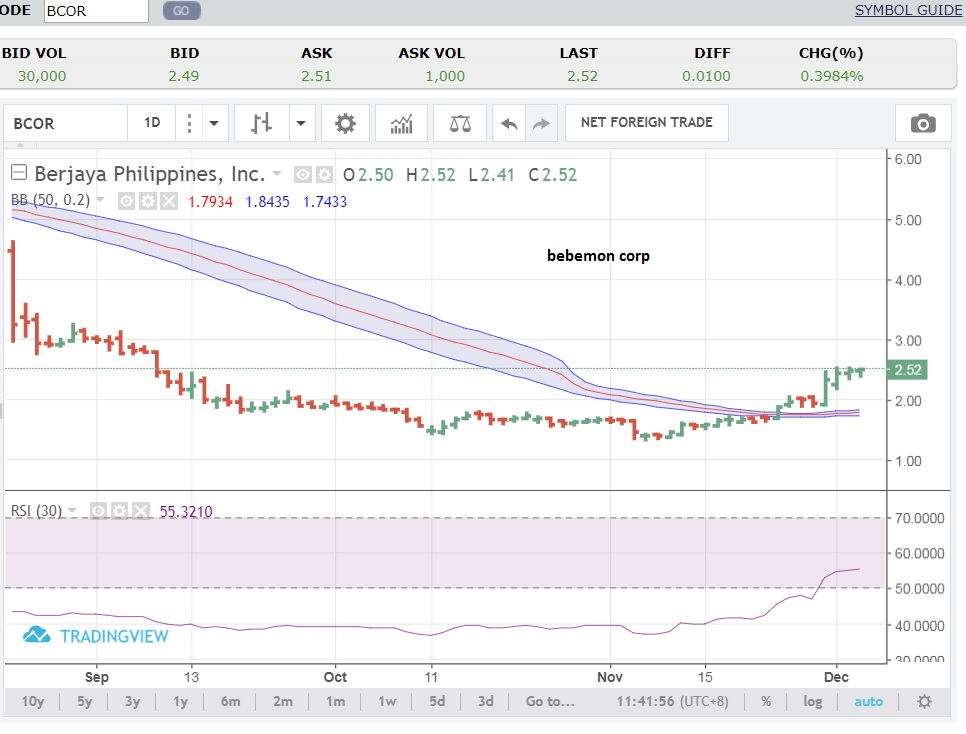 ODE BCOR GO SYMBOL GUIDE
BID VOL BID ASK ASK VOL LAST DIFF CHG(%)
30,000 2.49 2.51 1,000 2.52 0.0100 0.3984%
BCOR 1D NET FOREIGN TRADE
Berjaya Philippines, Inc. O2.50 H2.52 L2.41 C2.52
BB (50, 0.2) 1.7934 1.8435 1.7433
bebemon corp
6.00
5.00
4.00
3.00
2.52
2.00
1.00
RSI (30) 55.3210
70.0000
60.0000
50.0000
40.0000
30.0000
TRADINGVIEW
Sep 13 Oct 11 Nov 15 Dec
10y 5y 3y 1y 6m 2m 1m 1w 5d 3d Go to... 11:41:56 (UTC+8) % log auto